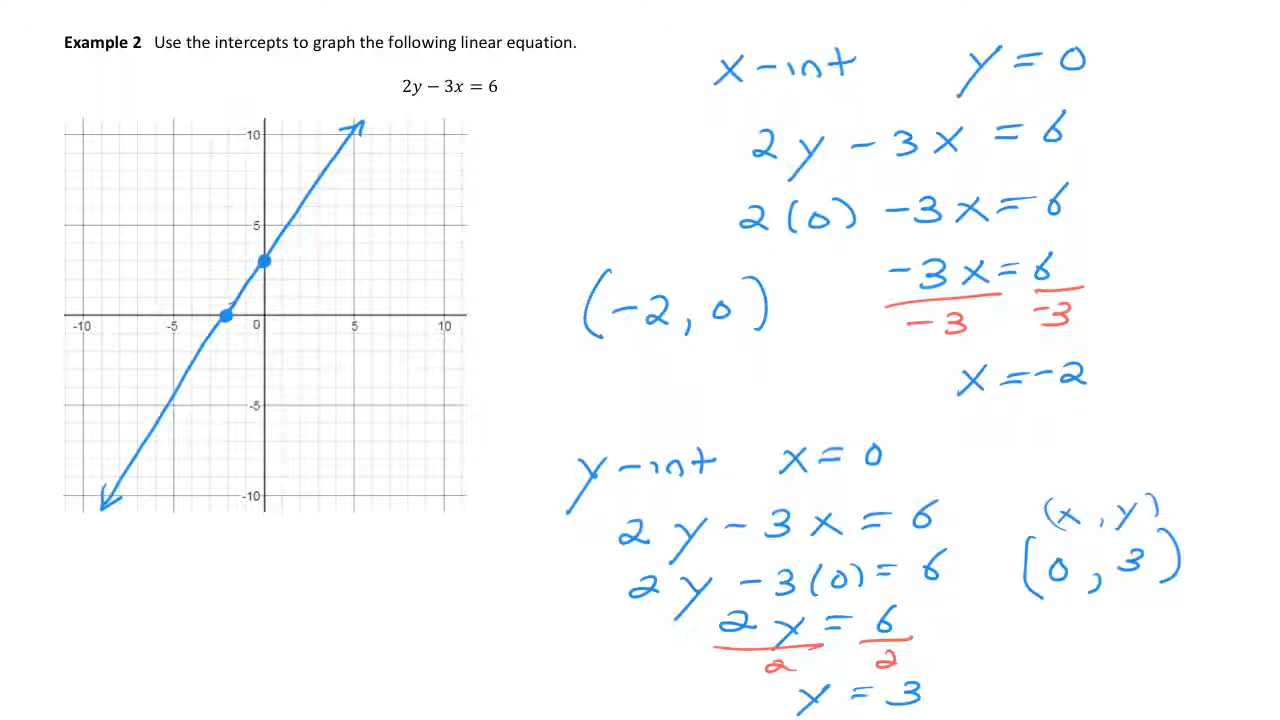 Example 2 Use the intercepts to graph the following linear equation.
2y − 3x = 6
10
5
-10 -5 0 5 10
-5
-10
x-int y = 0
2y - 3x = 6
2(0) -3x = 6
-3x = 6
-3 -3
(-2, 0)
x = -2
y-int x = 0
2y - 3x = 6
2y - 3(0) = 6
2y = 6
2 2
y = 3
(x, y)
(0, 3)